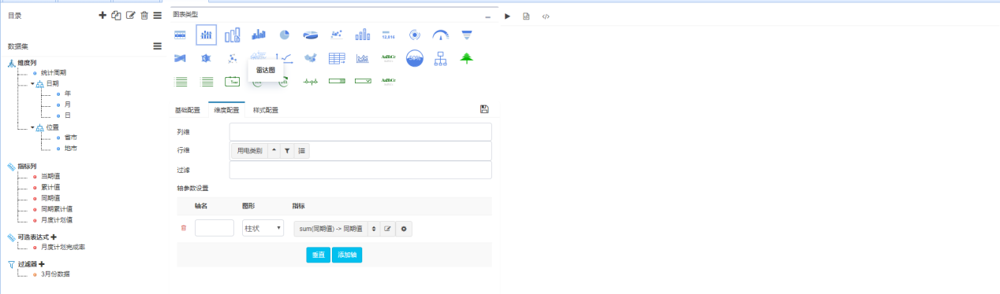 目录
图表类型
12,816
数据集
AaBbCc
50%
维度列
统计周期
雷达图
日期
年
Year
AaBbCc
月
基础配置
维度配置
样式配置
日
位置
列维
省市
行维
用电类别
地市
指标列
过滤
当期值
轴参数设置
累计值
同期值
轴名
图形
指标
同期累计值
月度计划值
柱状
sum(同期值) -> 同期值
可选表达式
月度计划完成率
垂直
添加轴
过滤器
3月份数据